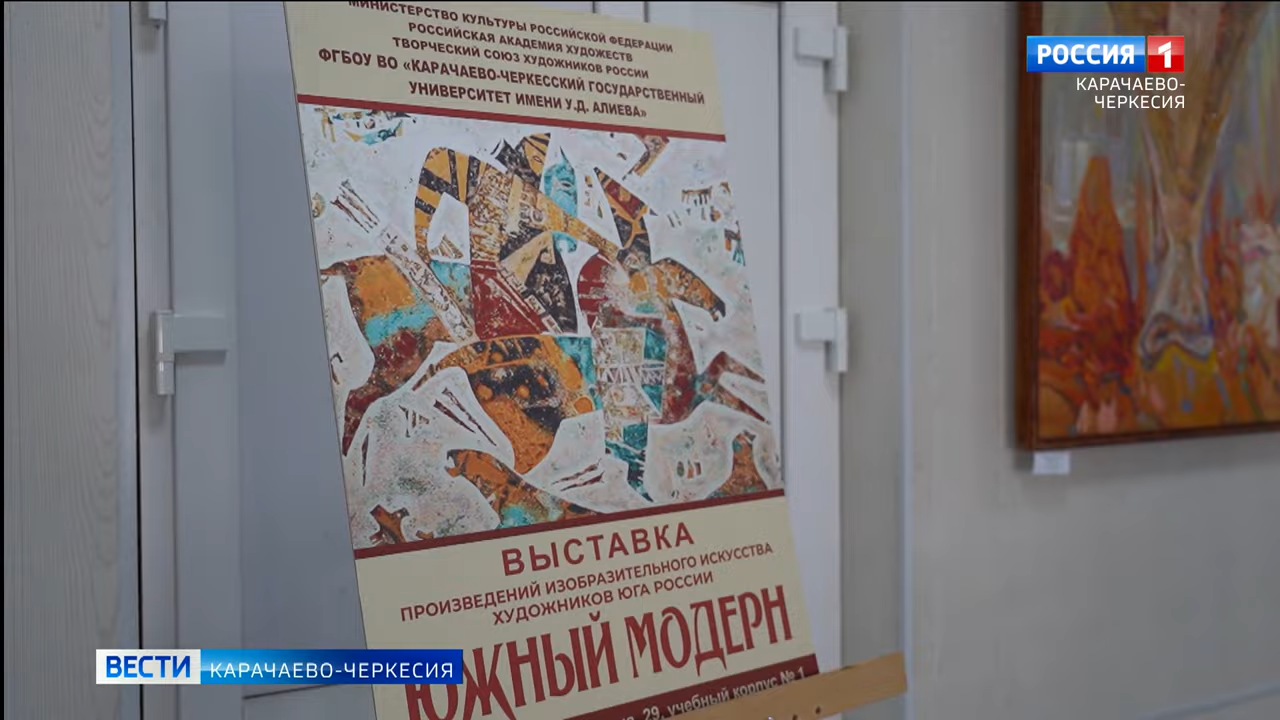 МИНИСТЕРСТВО КУЛЬТУРЫ РОССИЙСКОЙ ФЕДЕРАЦИИ
РОССИЙСКАЯ АКАДЕМИЯ ХУДОЖЕСТВ
ТВОРЧЕСКИЙ СОЮЗ ХУДОЖНИКОВ РОССИИ
ФГБОУ ВО «КАРАЧАЕВО-ЧЕРКЕССКИЙ ГОСУДАРСТВЕННЫЙ
УНИВЕРСИТЕТ ИМЕНИ У.Д. АЛИЕВА»
РОССИЯ 1
КАРАЧАЕВО-
ЧЕРКЕСИЯ
ВЫСТАВКА
ПРОИЗВЕДЕНИЙ ИЗОБРАЗИТЕЛЬНОГО ИСКУССТВА
ХУДОЖНИКОВ ЮГА РОССИИ
ЮЖНЫЙ МОДЕРН
29, учебный корпус № 1
ВЕСТИ КАРАЧАЕВО-ЧЕРКЕСИЯ